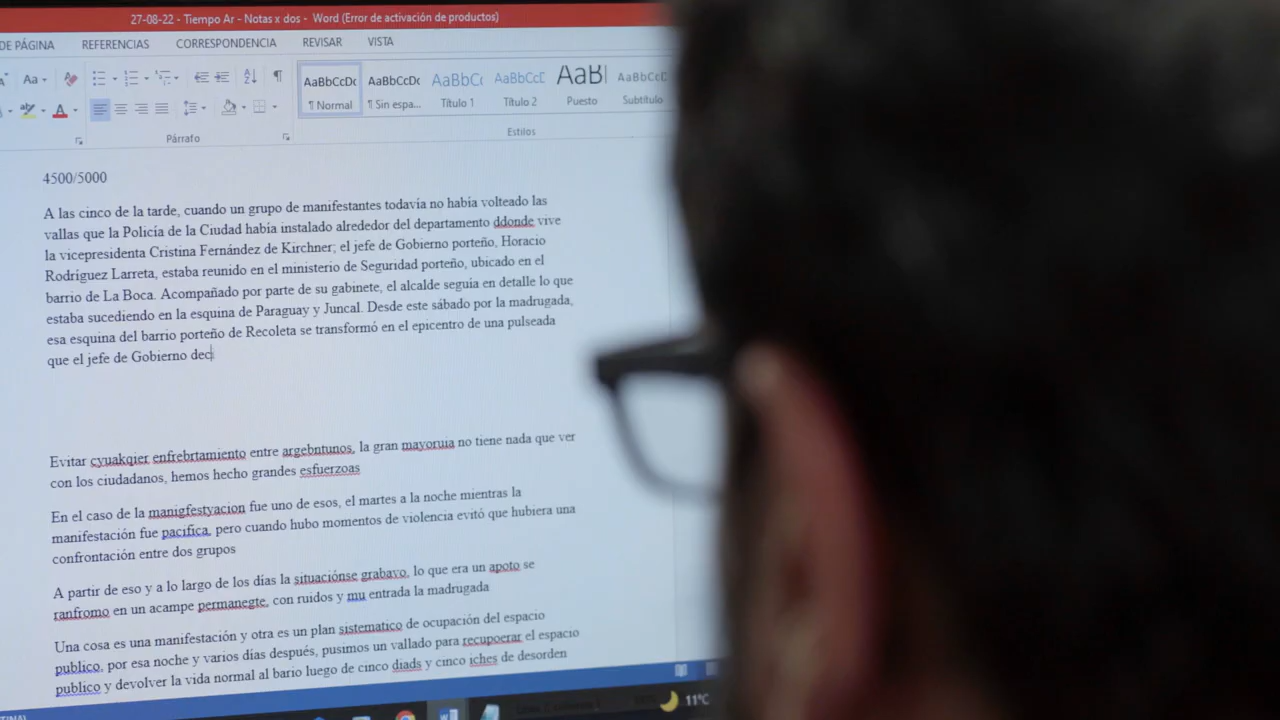 27-08-22 - Tiempo Ar - Notas x dos - Word (Error de activación de productos)
DE PÁGINA REFERENCIAS CORRESPONDENCIA REVISAR VISTA
Aa
AaBbCcDc AaBbCcDc AaBbC AaBbCcD AaB AaBbCcD
¶ Normal ¶ Sin espa... Título 1 Título 2 Puesto Subtítulo
Párrafo Estilos
4500/5000
A las cinco de la tarde, cuando un grupo de manifestantes todavía no había volteado las
vallas que la Policía de la Ciudad había instalado alrededor del departamento ddonde vive
la vicepresidenta Cristina Fernández de Kirchner; el jefe de Gobierno porteño, Horacio
Rodríguez Larreta, estaba reunido en el ministerio de Seguridad porteño, ubicado en el
barrio de La Boca. Acompañado por parte de su gabinete, el alcalde seguía en detalle lo que
estaba sucediendo en la esquina de Paraguay y Juncal. Desde este sábado por la madrugada,
esa esquina del barrio porteño de Recoleta se transformó en el epicentro de una pulseada
que el jefe de Gobierno dec
Evitar cyuakqier enfrebrtamiento entre argebntunos, la gran mayoruia no tiene nada que ver
con los ciudadanos, hemos hecho grandes esfuerzoas
En el caso de la manigfestyacion fue uno de esos, el martes a la noche mientras la
manifestación fue pacifica, pero cuando hubo momentos de violencia evitó que hubiera una
confrontación entre dos grupos
A partir de eso y a lo largo de los días la situaciónse grabavo, lo que era un apoto se
ranfromo en un acampe permanegte, con ruidos y mu entrada la madrugada
Una cosa es una manifestación y otra es un plan sistematico de ocupación del espacio
publico, por esa noche y varios días después, pusimos un vallado para recupoerar el espacio
publico y devolver la vida normal al bario luego de cinco diads y cinco iches de desorden
11°C